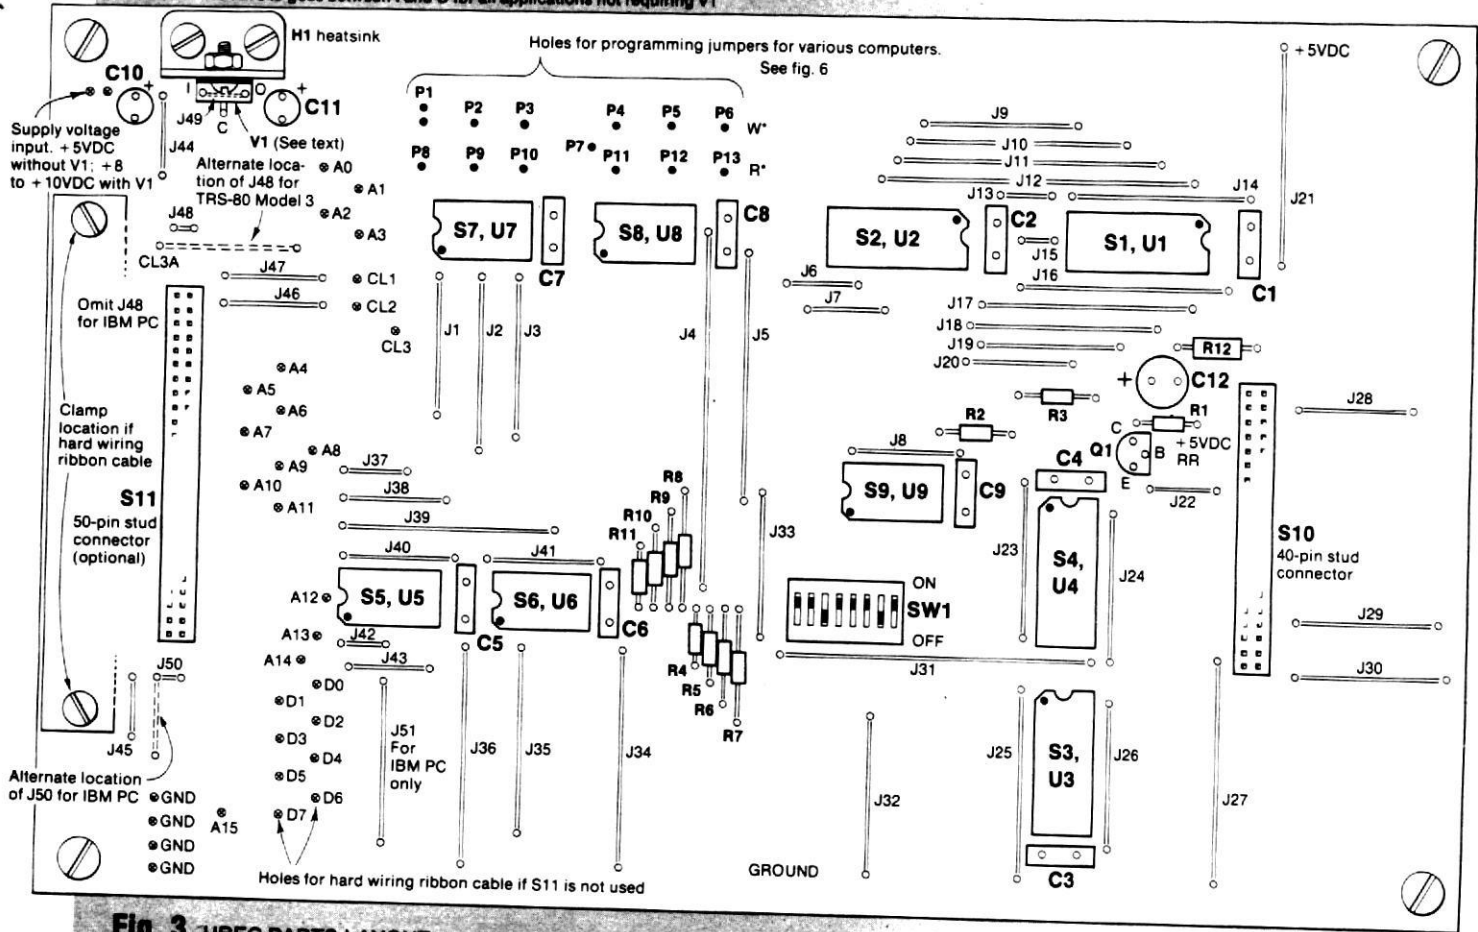 goes between I and O for all applications not requiring V1
H1 heatsink
Holes for programming jumpers for various computers.
See fig. 6
+5VDC
C10
+
I
O
+
C11
J49
C
V1 (See text)
J44
Supply voltage
input. +5VDC
without V1; +8
to +10VDC with V1
Alternate loca-
tion of J48 for
TRS-80 Model 3
P1
P2
P3
P4
P5
P6
W*
P7
P8
P9
P10
P11
P12
P13
R*
J9
J10
J11
J12
J13
J14
J21
A0
A1
A2
A3
J48
CL3A
J47
J46
CL1
CL2
CL3
S7, U7
C7
S8, U8
C8
S2, U2
C2
S1, U1
C1
J15
J16
J6
J7
J17
J18
J19
J20
R12
+
C12
Omit J48
for IBM PC
J1
J2
J3
J4
J5
A4
A5
A6
A7
A8
A9
A10
A11
Clamp
location if
hard wiring
ribbon cable
S11
50-pin stud
connector
(optional)
J37
J38
J39
J40
J41
R8
R9
R10
R11
J33
J8
R2
R3
R1
C
Q1
B
E
+5VDC
RR
J22
J28
S9, U9
C9
C4
J23
S4,
U4
J24
S10
40-pin stud
connector
J29
J30
A12
S5, U5
C5
S6, U6
C6
ON
SW1
OFF
A13
A14
J42
J43
J31
R4
R5
R6
R7
J50
J45
D0
D1
D2
D3
D4
D5
D6
D7
J51
For
IBM PC
only
J36
J35
J34
J32
J25
S3,
U3
J26
J27
C3
Alternate location
of J50 for IBM PC
GND
GND
GND
GND
A15
Holes for hard wiring ribbon cable if S11 is not used
GROUND
Fig. 3
PARTS LAYOUT